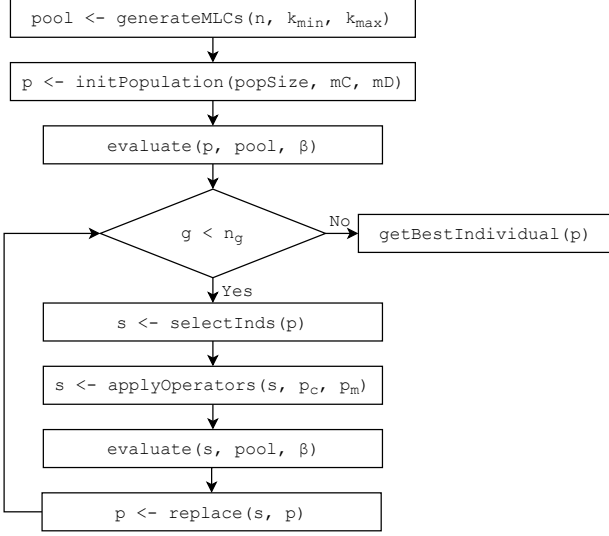 pool <- generateMLCs(n, kmin, kmax)
p <- initPopulation(popSize, mC, mD)
evaluate(p, pool, β)
g < ng
No
getBestIndividual(p)
Yes
s <- selectInds(p)
s <- applyOperators(s, pc, pm)
evaluate(s, pool, β)
p <- replace(s, p)